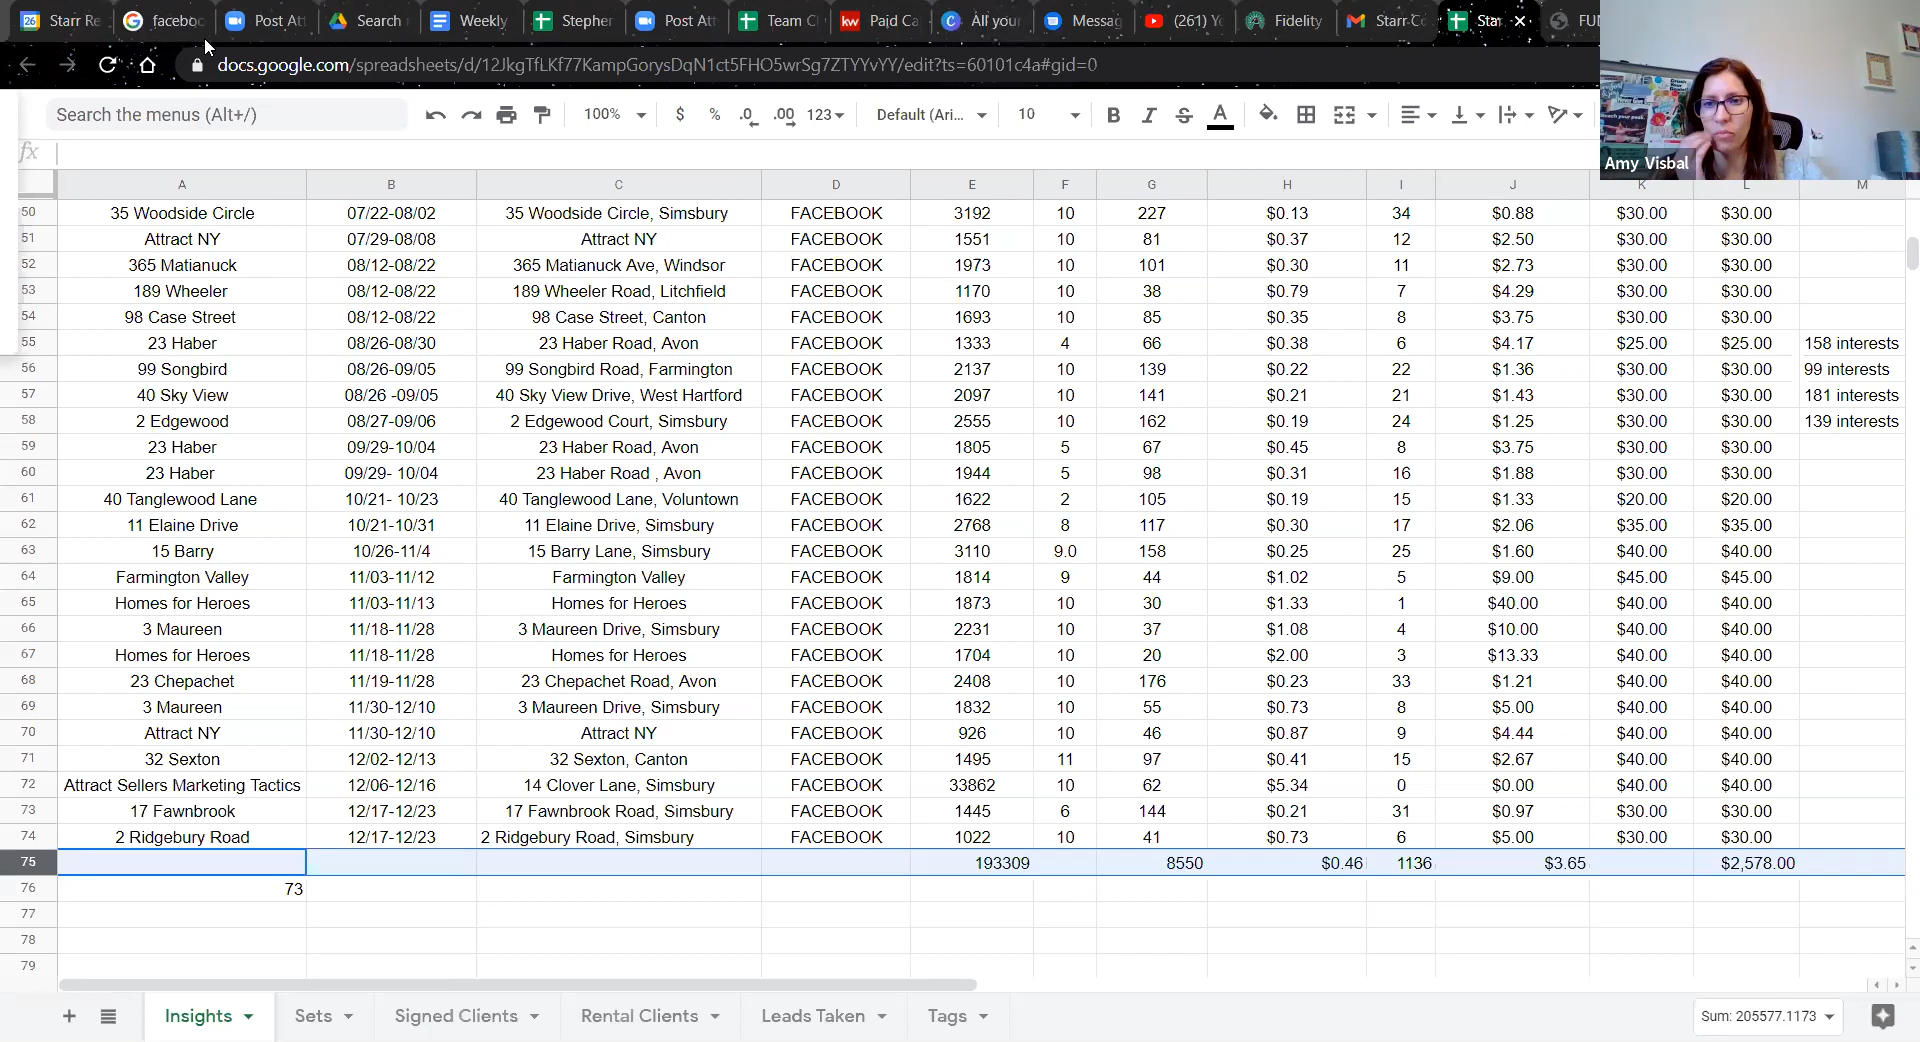 Starr Re
faceboo
Post Att
Search
Weekly
Stepher
Post Att
Team Cl
Pajd Ca
All your
Messag
(261) Yo
Fidelity
Starr Co
Star
FUN
docs.google.com/spreadsheets/d/12JkgTfLKf77KampGorysDqN1ct5FHO5wrSg7ZTYYvYY/edit?ts=60101c4a#gid=0
Search the menus (Alt+/) 100% $ % .0 .00 123 Default (Ari... 10 B I S A
Amy Visbal
fx
A B C D E F G H I J K L M
50 35 Woodside Circle 07/22-08/02 35 Woodside Circle, Simsbury FACEBOOK 3192 10 227 $0.13 34 $0.88 $30.00 $30.00
51 Attract NY 07/29-08/08 Attract NY FACEBOOK 1551 10 81 $0.37 12 $2.50 $30.00 $30.00
52 365 Matianuck 08/12-08/22 365 Matianuck Ave, Windsor FACEBOOK 1973 10 101 $0.30 11 $2.73 $30.00 $30.00
53 189 Wheeler 08/12-08/22 189 Wheeler Road, Litchfield FACEBOOK 1170 10 38 $0.79 7 $4.29 $30.00 $30.00
54 98 Case Street 08/12-08/22 98 Case Street, Canton FACEBOOK 1693 10 85 $0.35 8 $3.75 $30.00 $30.00
55 23 Haber 08/26-08/30 23 Haber Road, Avon FACEBOOK 1333 4 66 $0.38 6 $4.17 $25.00 $25.00 158 interests
56 99 Songbird 08/26-09/05 99 Songbird Road, Farmington FACEBOOK 2137 10 139 $0.22 22 $1.36 $30.00 $30.00 99 interests
57 40 Sky View 08/26 -09/05 40 Sky View Drive, West Hartford FACEBOOK 2097 10 141 $0.21 21 $1.43 $30.00 $30.00 181 interests
58 2 Edgewood 08/27-09/06 2 Edgewood Court, Simsbury FACEBOOK 2555 10 162 $0.19 24 $1.25 $30.00 $30.00 139 interests
59 23 Haber 09/29-10/04 23 Haber Road, Avon FACEBOOK 1805 5 67 $0.45 8 $3.75 $30.00 $30.00
60 23 Haber 09/29- 10/04 23 Haber Road , Avon FACEBOOK 1944 5 98 $0.31 16 $1.88 $30.00 $30.00
61 40 Tanglewood Lane 10/21- 10/23 40 Tanglewood Lane, Voluntown FACEBOOK 1622 2 105 $0.19 15 $1.33 $20.00 $20.00
62 11 Elaine Drive 10/21-10/31 11 Elaine Drive, Simsbury FACEBOOK 2768 8 117 $0.30 17 $2.06 $35.00 $35.00
63 15 Barry 10/26-11/4 15 Barry Lane, Simsbury FACEBOOK 3110 9.0 158 $0.25 25 $1.60 $40.00 $40.00
64 Farmington Valley 11/03-11/12 Farmington Valley FACEBOOK 1814 9 44 $1.02 5 $9.00 $45.00 $45.00
65 Homes for Heroes 11/03-11/13 Homes for Heroes FACEBOOK 1873 10 30 $1.33 1 $40.00 $40.00 $40.00
66 3 Maureen 11/18-11/28 3 Maureen Drive, Simsbury FACEBOOK 2231 10 37 $1.08 4 $10.00 $40.00 $40.00
67 Homes for Heroes 11/18-11/28 Homes for Heroes FACEBOOK 1704 10 20 $2.00 3 $13.33 $40.00 $40.00
68 23 Chepachet 11/19-11/28 23 Chepachet Road, Avon FACEBOOK 2408 10 176 $0.23 33 $1.21 $40.00 $40.00
69 3 Maureen 11/30-12/10 3 Maureen Drive, Simsbury FACEBOOK 1832 10 55 $0.73 8 $5.00 $40.00 $40.00
70 Attract NY 11/30-12/10 Attract NY FACEBOOK 926 10 46 $0.87 9 $4.44 $40.00 $40.00
71 32 Sexton 12/02-12/13 32 Sexton, Canton FACEBOOK 1495 11 97 $0.41 15 $2.67 $40.00 $40.00
72 Attract Sellers Marketing Tactics 12/06-12/16 14 Clover Lane, Simsbury FACEBOOK 33862 10 62 $5.34 0 $0.00 $40.00 $40.00
73 17 Fawnbrook 12/17-12/23 17 Fawnbrook Road, Simsbury FACEBOOK 1445 6 144 $0.21 31 $0.97 $30.00 $30.00
74 2 Ridgebury Road 12/17-12/23 2 Ridgebury Road, Simsbury FACEBOOK 1022 10 41 $0.73 6 $5.00 $30.00 $30.00
75 193309 8550 $0.46 1136 $3.65 $2,578.00
76 73
77
78
79
Insights Sets Signed Clients Rental Clients Leads Taken Tags Sum: 205577.1173